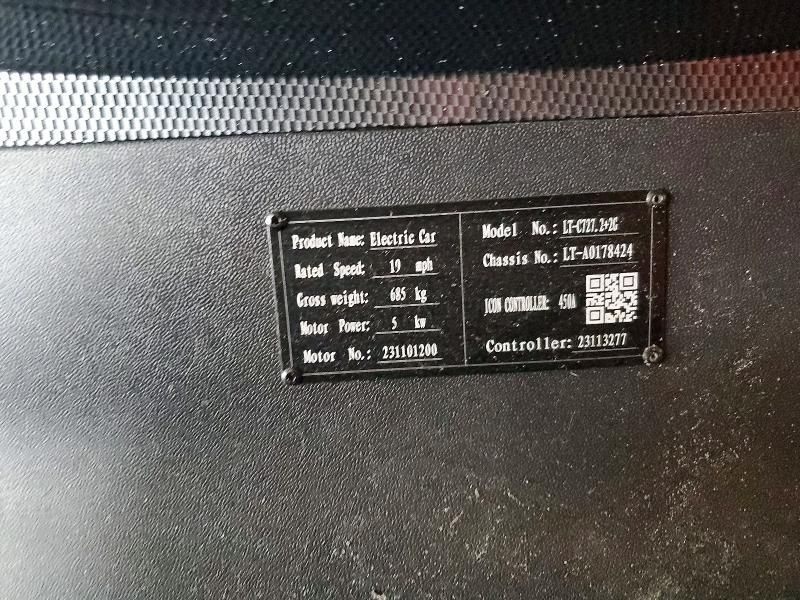 Product Name: Electric Car
Rated Speed: 19 mph
Gross weight: 685 kg
Motor Power: 5 kw
Motor No.: 231101200
Model No.: LT-C727.2+2G
Chassis No.: LT-A0178424
ICON CONTROLLER: 450A
Controller: 23113277